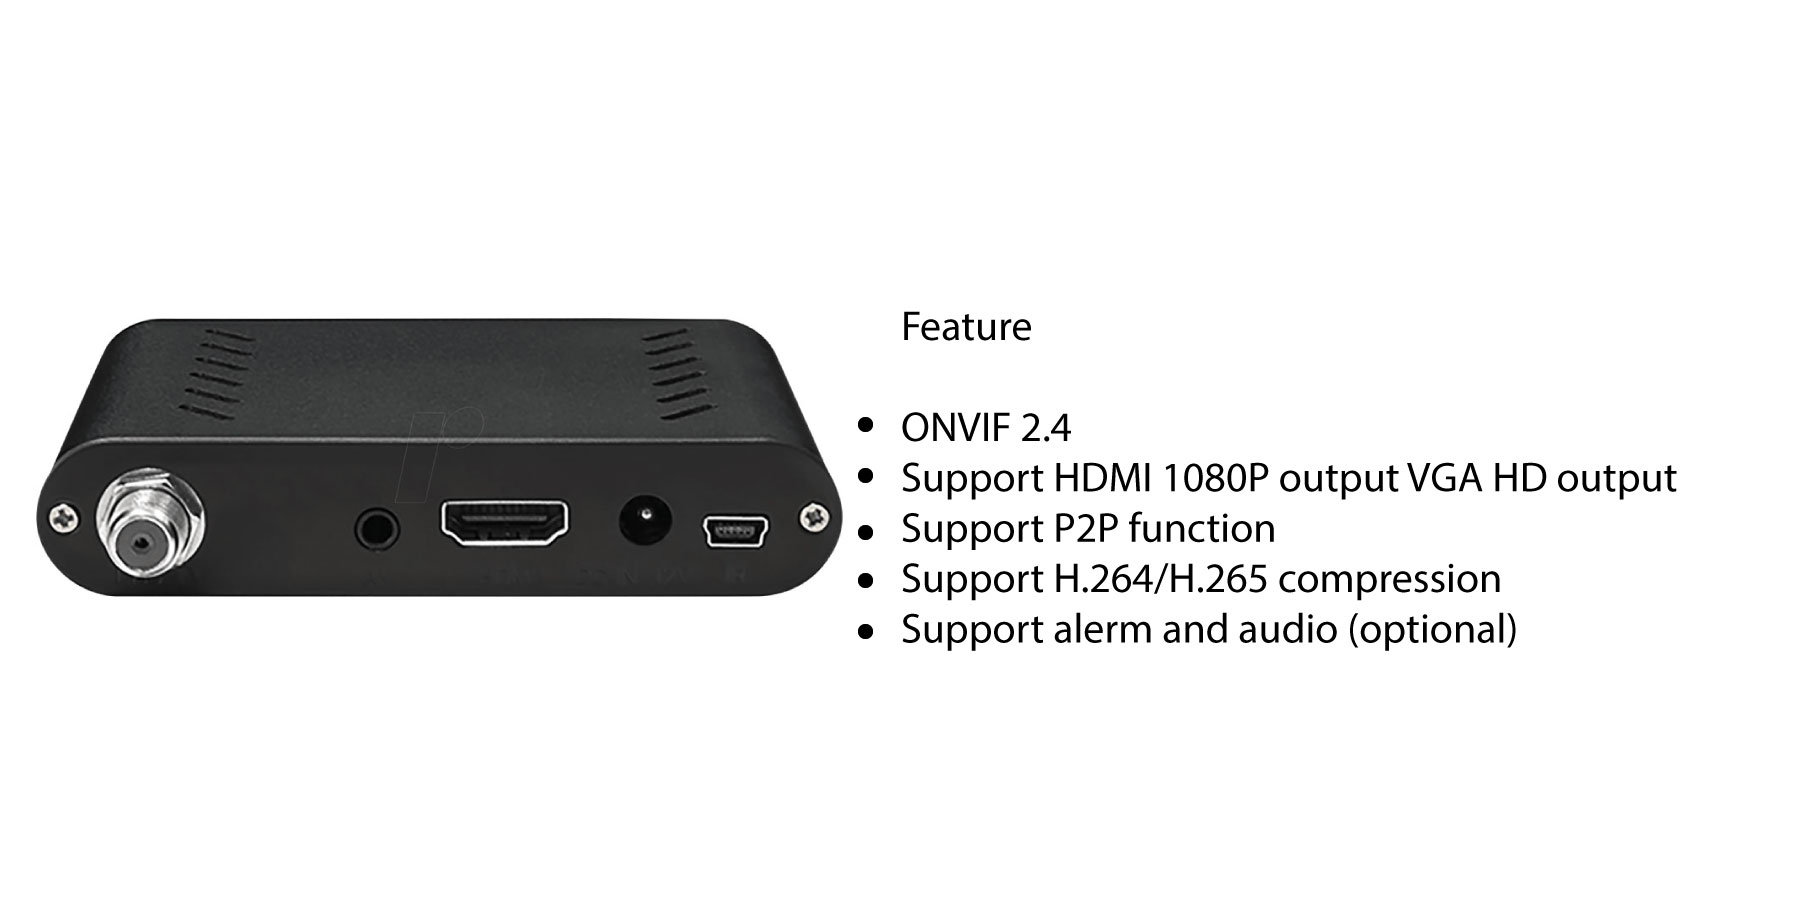 Feature
ONVIF 2.4
Support HDMI 1080P output VGA HD output
Support P2P function
Support H.264/H.265 compression
Support alerm and audio (optional)